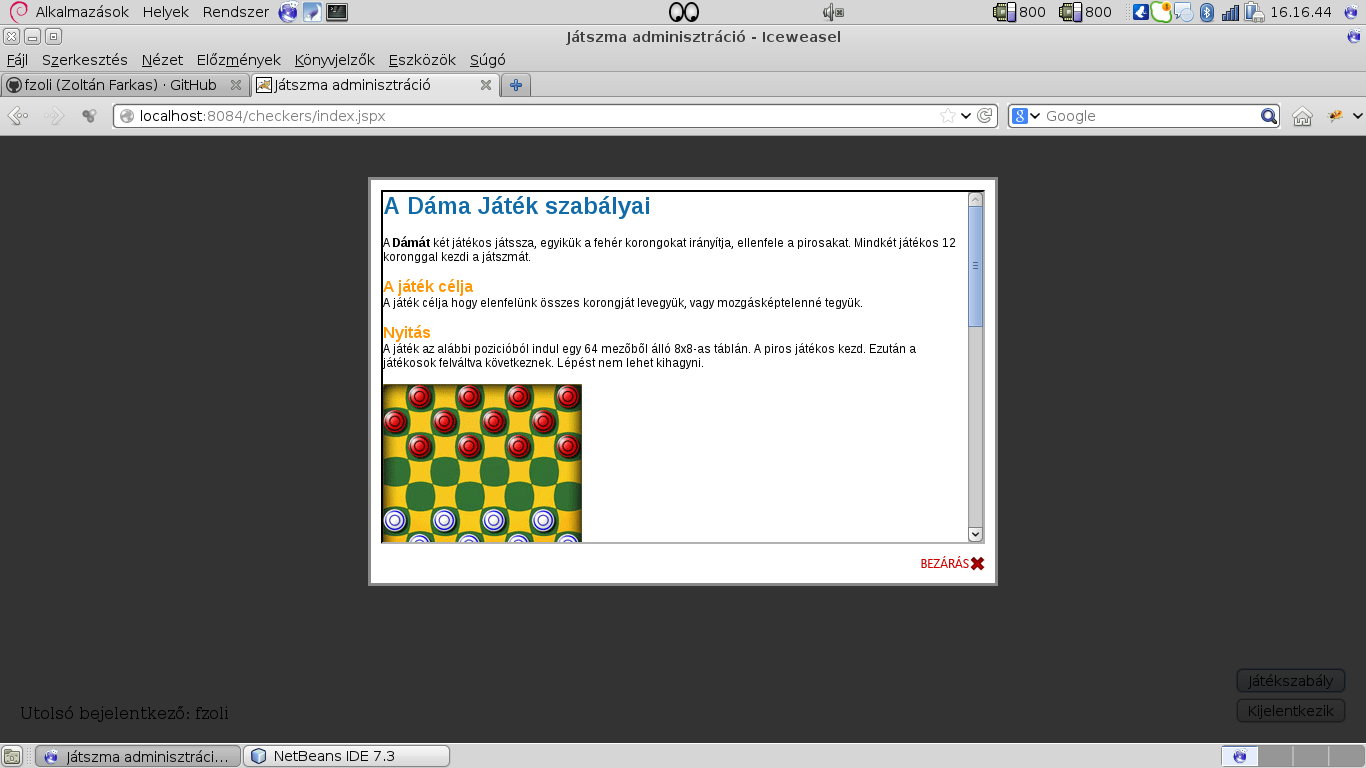 Alkalmazások Helyek Rendszer 800 800 16.16.44
Játszma adminisztráció - Iceweasel
Fájl Szerkesztés Nézet Előzmények Könyvjelzők Eszközök Súgó
fzoli (Zoltán Farkas) · GitHub Játszma adminisztráció
localhost:8084/checkers/index.jspx Google
A Dáma Játék szabályai
A Dámát két játékos játssza, egyikük a fehér korongokat irányítja, ellenfele a pirosakat. Mindkét játékos 12
koronggal kezdi a játszmát.
A játék célja
A játék célja hogy elenfelünk összes korongját levegyük, vagy mozgásképtelenné tegyük.
Nyitás
A játék az alábbi pozicióból indul egy 64 mezőből álló 8x8-as táblán. A piros játékos kezd. Ezután a
játékosok felváltva következnek. Lépést nem lehet kihagyni.
BEZÁRÁS
Játékszabály
Utolsó bejelentkező: fzoli
Kijelentkezik
Játszma adminisztráci... NetBeans IDE 7.3